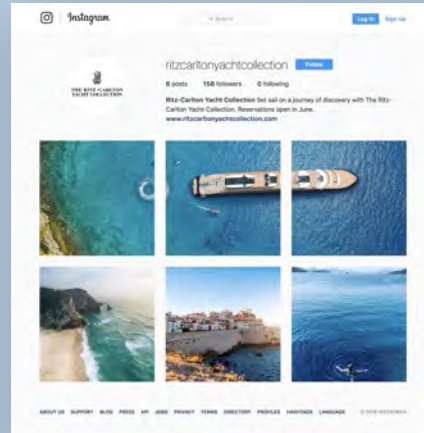 Instagram
Search
Log In
Sign Up
ritzcarltonyachtcollection
Follow
6 posts 158 followers 0 following
Ritz-Carlton Yacht Collection Set sail on a journey of discovery with The Ritz-
Carlton Yacht Collection. Reservations open in June.
www.ritzcarltonyachtcollection.com
THE RITZ-CARLTON
YACHT COLLECTION
ABOUT US SUPPORT BLOG PRESS API JOBS PRIVACY TERMS DIRECTORY PROFILES HASHTAGS LANGUAGE
INSTAGRAM